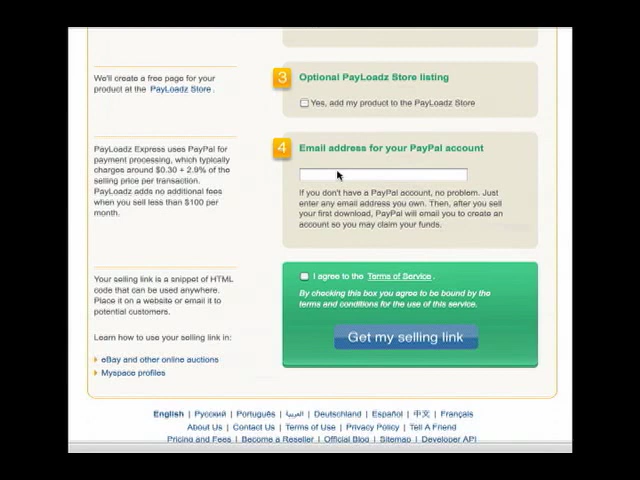 We'll create a free page for your
product at the PayLoadz Store .
3
Optional PayLoadz Store listing
Yes, add my product to the PayLoadz Store
PayLoadz Express uses PayPal for
payment processing, which typically
charges around $0.30 + 2.9% of the
selling price per transaction.
PayLoadz adds no additional fees
when you sell less than $100 per
month.
4
Email address for your PayPal account
If you don't have a PayPal account, no problem. Just
enter any email address you own. Then, after you sell
your first download, PayPal will email you to create an
account so you may claim your funds.
Your selling link is a snippet of HTML
code that can be used anywhere.
Place it on a website or email it to
potential customers.
Learn how to use your selling link in:
eBay and other online auctions
Myspace profiles
I agree to the Terms of Service .
By checking this box you agree to be bound by the
terms and conditions for the use of this service.
Get my selling link
English | Русский | Português | العربية | Deutschland | Español | 中文 | Français
About Us | Contact Us | Terms of Use | Privacy Policy | Tell A Friend
Pricing and Fees | Become a Reseller | Official Blog | Sitemap | Developer API